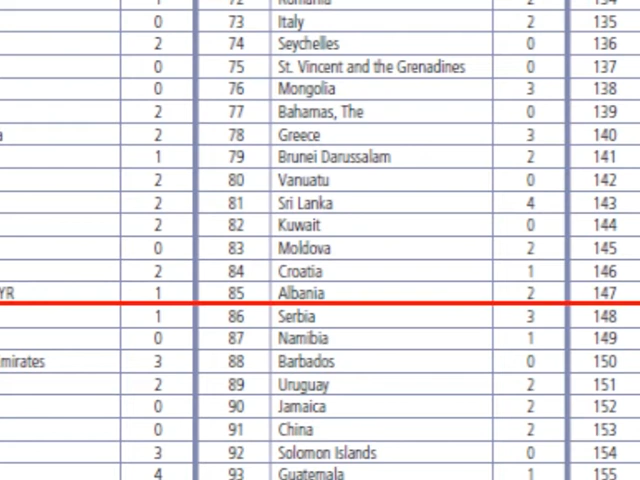 1 72 Romania 2 134
0 73 Italy 2 135
2 74 Seychelles 0 136
0 75 St. Vincent and the Grenadines 0 137
0 76 Mongolia 3 138
2 77 Bahamas, The 0 139
a 2 78 Greece 3 140
1 79 Brunei Darussalam 2 141
2 80 Vanuatu 0 142
2 81 Sri Lanka 4 143
2 82 Kuwait 0 144
0 83 Moldova 2 145
2 84 Croatia 1 146
YR 1 85 Albania 2 147
1 86 Serbia 3 148
0 87 Namibia 1 149
mirates 3 88 Barbados 0 150
2 89 Uruguay 2 151
0 90 Jamaica 2 152
0 91 China 2 153
3 92 Solomon Islands 0 154
4 93 Guatemala 1 155